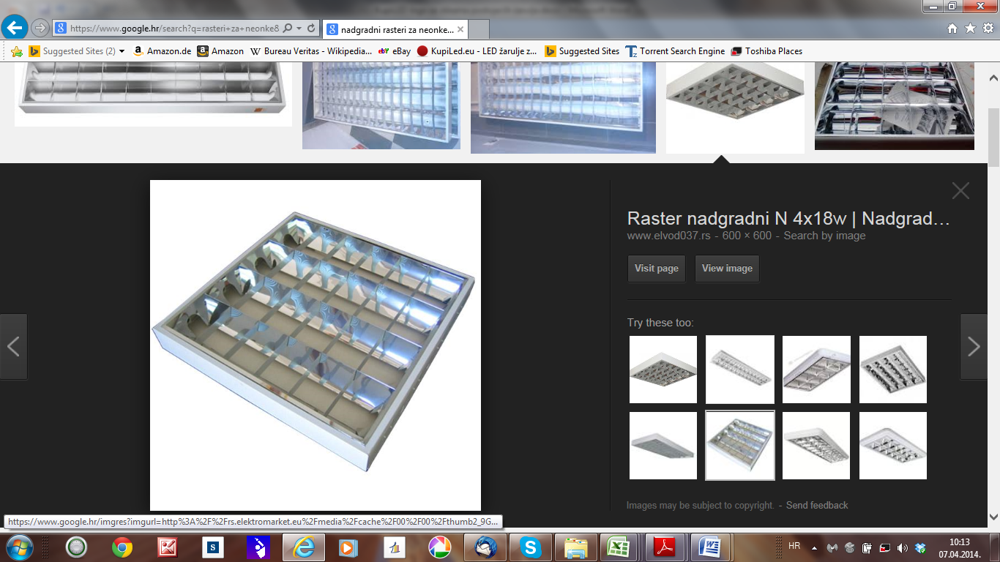 https://www.google.hr/search?q=rasteri+za+neonke8
nadgradni rasteri za neonke...
Suggested Sites (2)
Amazon.de
Amazon
W Bureau Veritas - Wikipedia...
ebY eBay
KupiLed.eu - LED žarulje z...
Suggested Sites
Torrent Search Engine
Toshiba Places
Raster nadgradni N 4x18w | Nadgrad...
www.elvod037.rs - 600 × 600 - Search by image
Visit page
View image
Try these too:
Images may be subject to copyright. - Send feedback
https://www.google.hr/imgres?imgurl=http%3A%2F%2Frs.elektromarket.eu%2Fmedia%2Fcache%2F00%2F00%2Fthumb2_9G...
HR
10:13
07.04.2014.